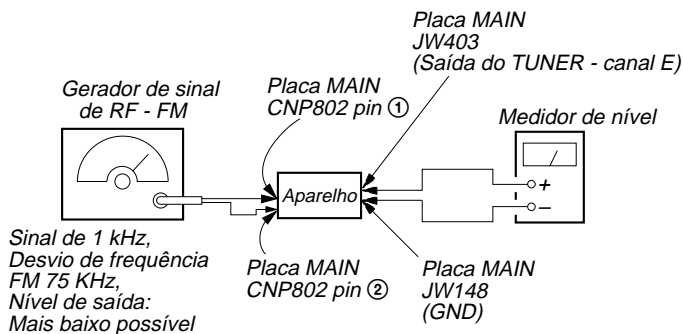 Placa MAIN
JW403
(Saída do TUNER - canal E)
Gerador de sinal
de RF - FM
Placa MAIN
CNP802 pin ①
Medidor de nível
Aparelho
+
–
Sinal de 1 kHz,
Desvio de frequência
FM 75 KHz,
Nível de saída:
Mais baixo possível
Placa MAIN
CNP802 pin ②
Placa MAIN
JW148
(GND)